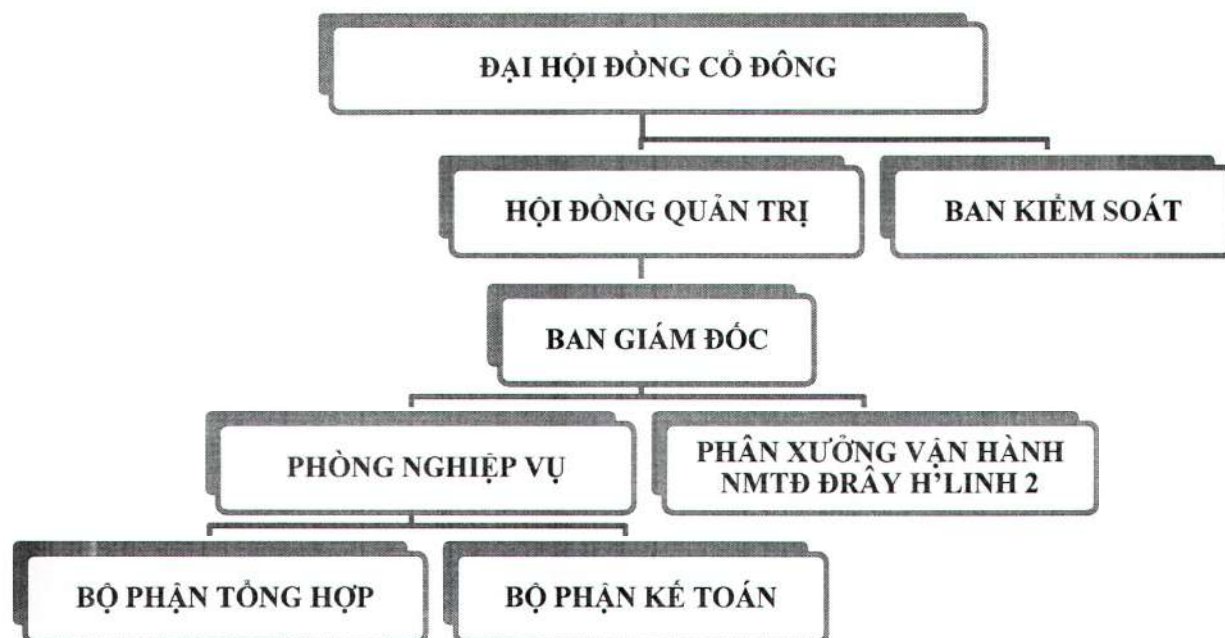 ĐẠI HỘI ĐỒNG CỔ ĐÔNG
HỘI ĐỒNG QUẢN TRỊ
BAN KIỂM SOÁT
BAN GIÁM ĐỐC
PHÒNG NGHIỆP VỤ
PHÂN XƯỞNG VẬN HÀNH
NMTĐ ĐRÂY H’LINH 2
BỘ PHẬN TỔNG HỢP
BỘ PHẬN KẾ TOÁN